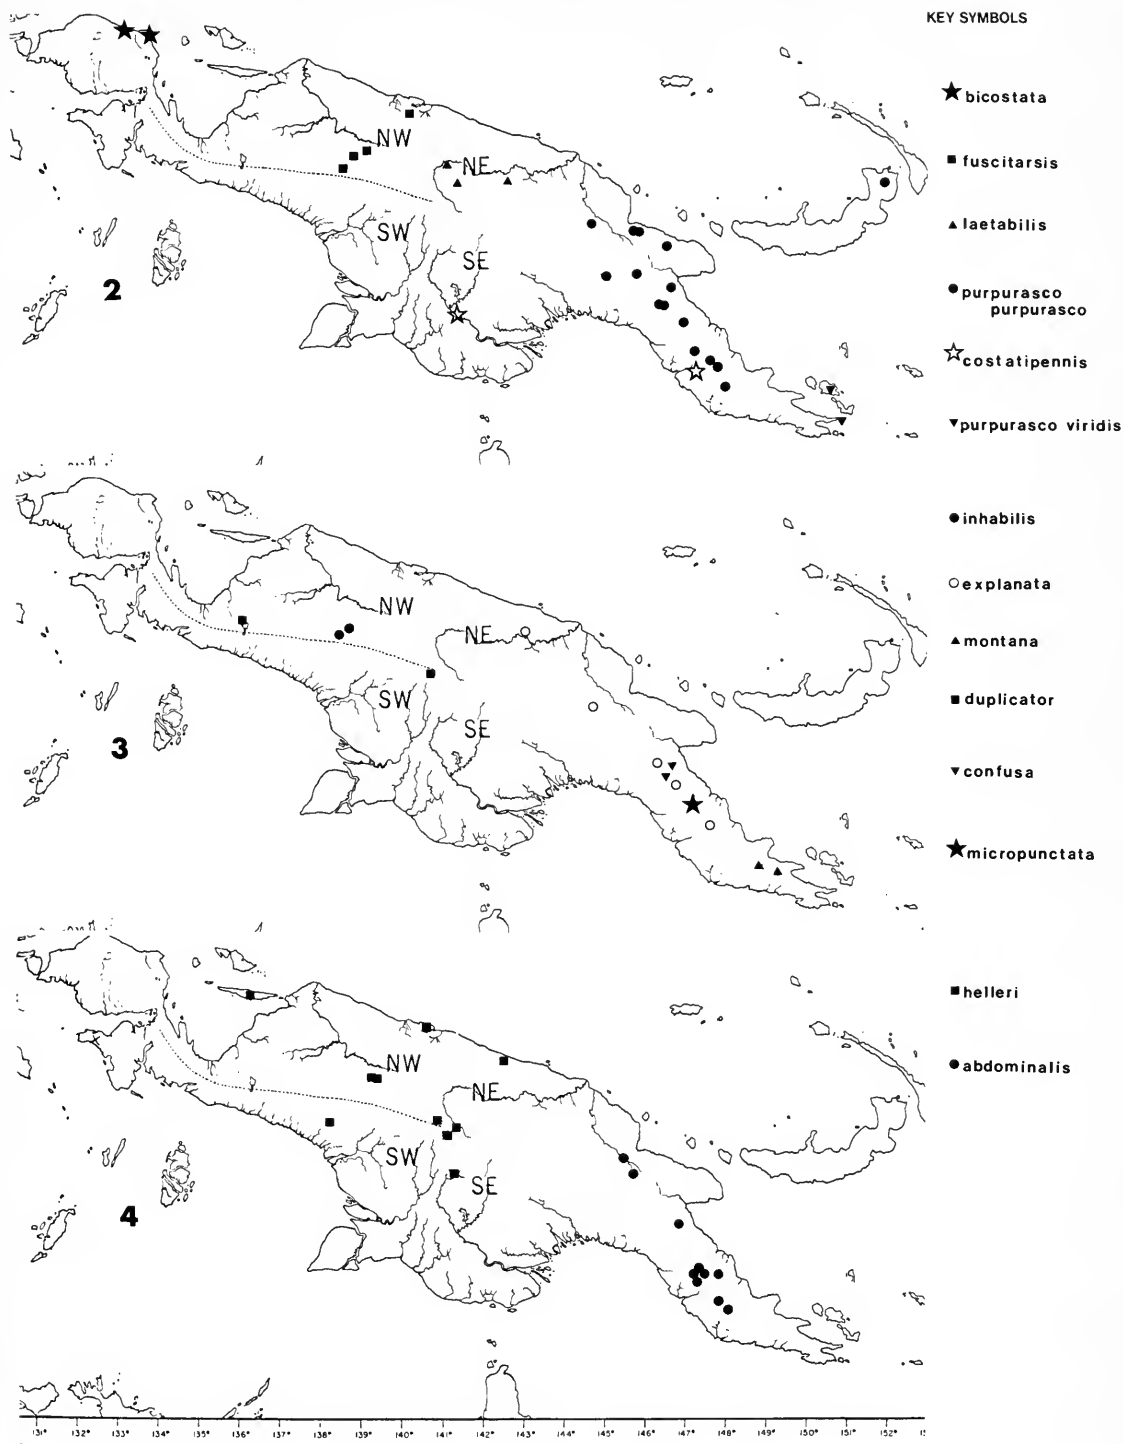 KEY SYMBOLS
bicostata
fuscitarsis
laetabilis
purpurasco
purpurasco
costatipennis
purpurasco viridis
NW
NE
SW
SE
2
inhabilis
explanata
montana
duplicator
confusa
micropunctata
NW
NE
SW
SE
3
helleri
abdominalis
NW
NE
SW
SE
4
131° 132° 133° 134° 135° 136° 137° 138° 139° 140° 141° 142° 143° 144° 145° 146° 147° 148° 149° 150° 151° 152°